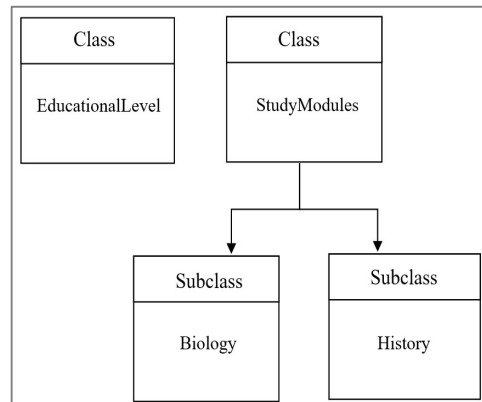 Class
EducationalLevel
Class
StudyModules
Subclass
Biology
Subclass
History